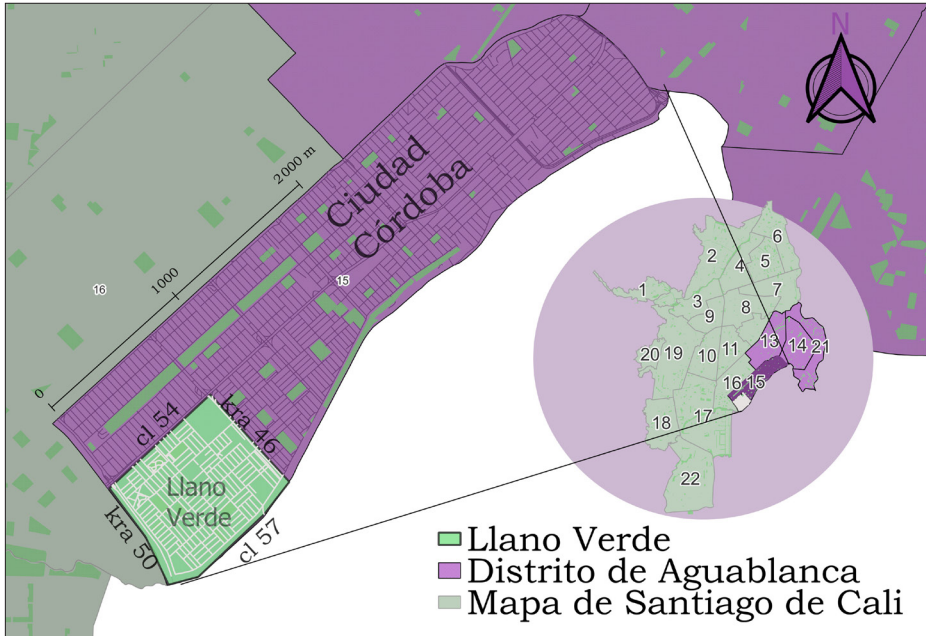 N
2000 m
1000
0
Ciudad
Córdoba
16
15
cl 54
kra 46
Llano
Verde
kra 50
cl 57
6
2
4
5
1
7
3
8
9
13
14
21
20
19
10
11
16
15
18
17
22
Llano Verde
Distrito de Aguablanca
Mapa de Santiago de Cali